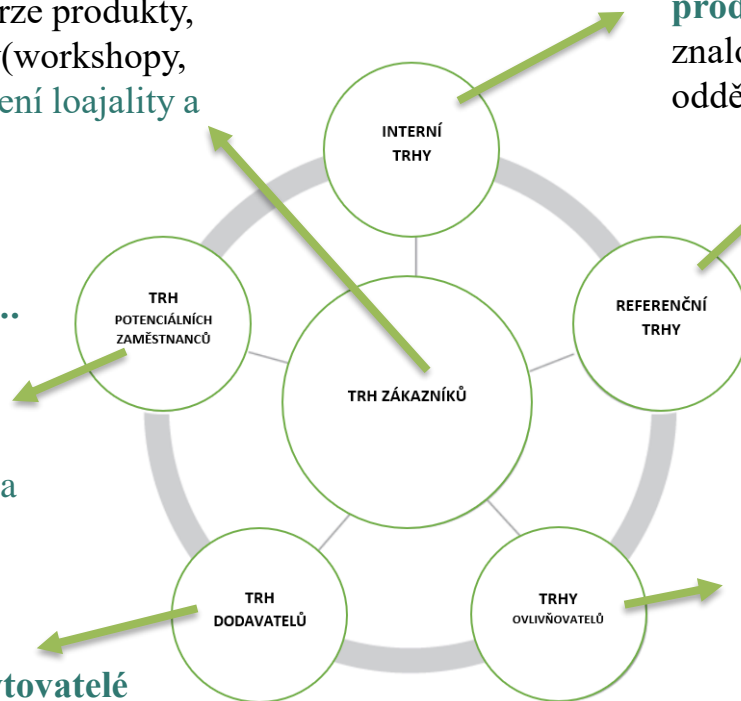 rze produkty,
(workshopy,
ení loajality a
prod
znalo
oddě
INTERNÍ
TRHY
..
TRH
POTENCIÁLNÍCH
ZAMĚSTNANCŮ
REFERENČNÍ
TRHY
TRH ZÁKAZNÍKŮ
a
TRH
DODAVATELŮ
TRHY
OVLIVŇOVATELŮ
tovatelé